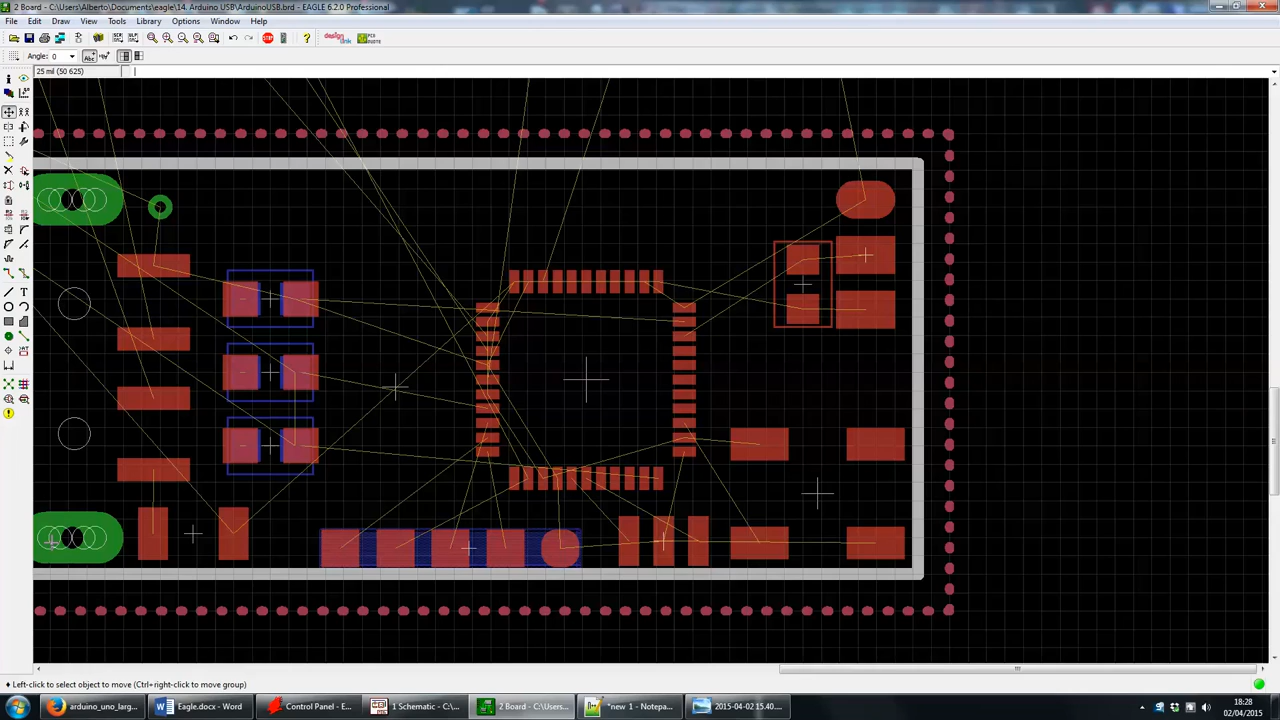 2 Board - C:\Users\Alberto\Documents\eagle\14. Arduino USB\ArduinoUSB.brd - EAGLE 6.2.0 Professional
File Edit Draw View Tools Library Options Window Help
Angle: 0
25 mil (50 625)
Left-click to select object to move (Ctrl+right-click to move group)
arduino_uno_larg... Eagle.docx - Word Control Panel - E... 1 Schematic - C:\... 2 Board - C:\Users... *new 1 - Notepa... 2015-04-02 15.40....
18:28
02/04/2015